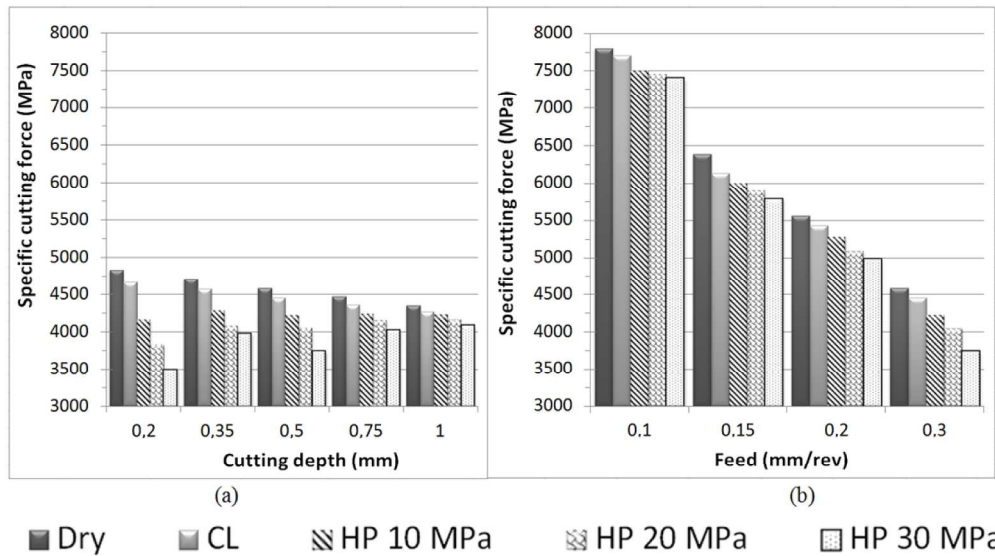 8000
7500
7000
6500
6000
5500
5000
4500
4000
3500
3000
Specific cutting force (MPa)
0,2 0,35 0,5 0,75 1
Cutting depth (mm)
(a)
8000
7500
7000
6500
6000
5500
5000
4500
4000
3500
3000
Specific cutting force (MPa)
0,1 0,15 0,2 0,3
Feed (mm/rev)
(b)
Dry CL HP 10 MPa HP 20 MPa HP 30 MPa